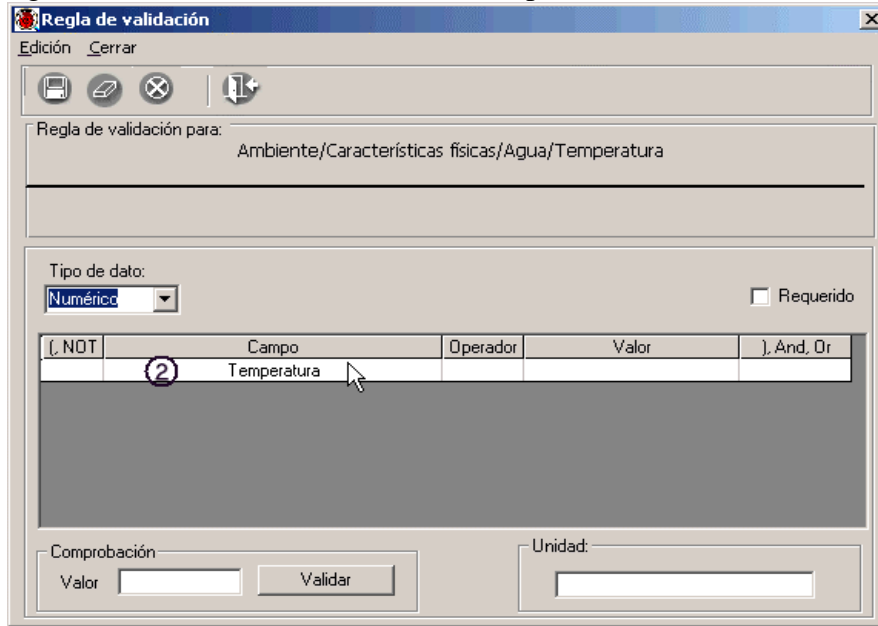 Regla de validación
Edición Cerrar
Regla de validación para:
Ambiente/Características físicas/Agua/Temperatura
Tipo de dato:
Numérico
Requerido
(, NOT Campo Operador Valor ), And, Or
2 Temperatura
Comprobación
Valor Validar
Unidad: